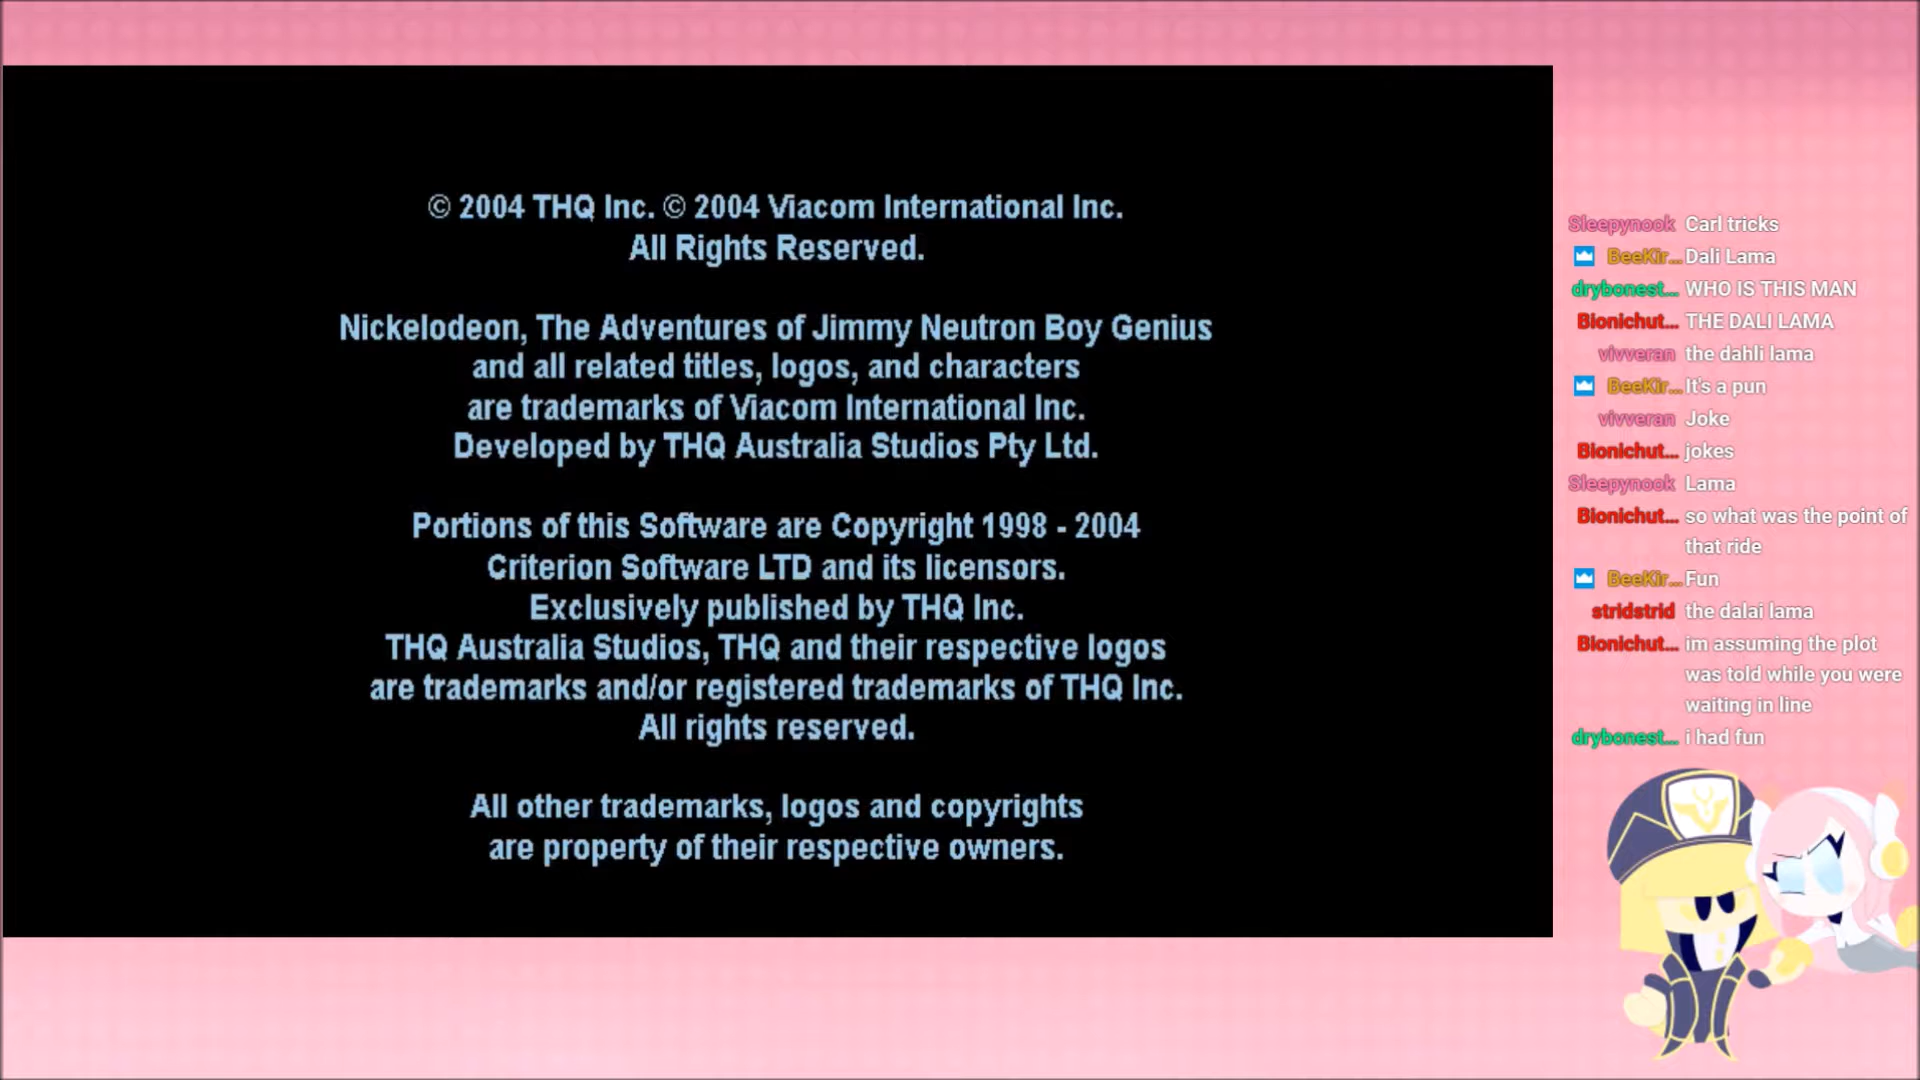 © 2004 THQ Inc. © 2004 Viacom International Inc.
All Rights Reserved.
Nickelodeon, The Adventures of Jimmy Neutron Boy Genius
and all related titles, logos, and characters
are trademarks of Viacom International Inc.
Developed by THQ Australia Studios Pty Ltd.
Portions of this Software are Copyright 1998 - 2004
Criterion Software LTD and its licensors.
Exclusively published by THQ Inc.
THQ Australia Studios, THQ and their respective logos
are trademarks and/or registered trademarks of THQ Inc.
All rights reserved.
All other trademarks, logos and copyrights
are property of their respective owners.
Sleepynook Carl tricks
BeeKir... Dali Lama
drybonest... WHO IS THIS MAN
Bionichut... THE DALI LAMA
vivveran the dahli lama
BeeKir... It's a pun
vivveran Joke
Bionichut... jokes
Sleepynook Lama
Bionichut... so what was the point of
that ride
BeeKir... Fun
stridstrid the dalai lama
Bionichut... im assuming the plot
was told while you were
waiting in line
drybonest... i had fun